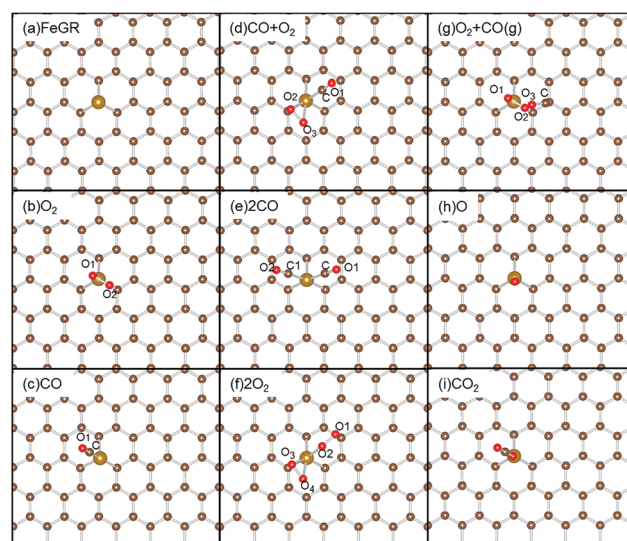 (a)FeGR
(d)CO+O₂
O1
O2
C
O₃
(g)O₂+CO(g)
O1
O₃
C
O2
(b)O₂
O1
O2
(e)2CO
O2
C1
C
O1
(h)O
(c)CO
O1
C
(f)2O₂
O1
O2
O₃
O₄
(i)CO₂